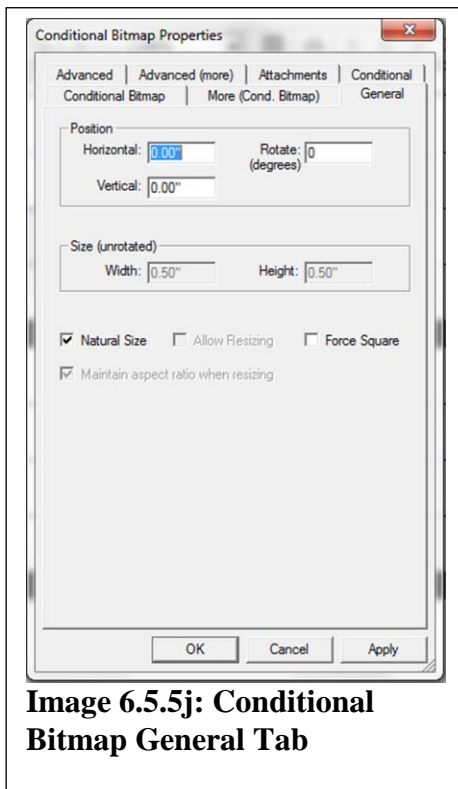 Conditional Bitmap Properties
Advanced Advanced (more) Attachments Conditional
Conditional Bitmap More (Cond. Bitmap) General
Position
Horizontal: 0.00" Rotate: 0
(degrees)
Vertical: 0.00"
Size (unrotated)
Width: 0.50" Height: 0.50"
Natural Size Allow Resizing Force Square
Maintain aspect ratio when resizing
OK Cancel Apply
Image 6.5.5j: Conditional
Bitmap General Tab